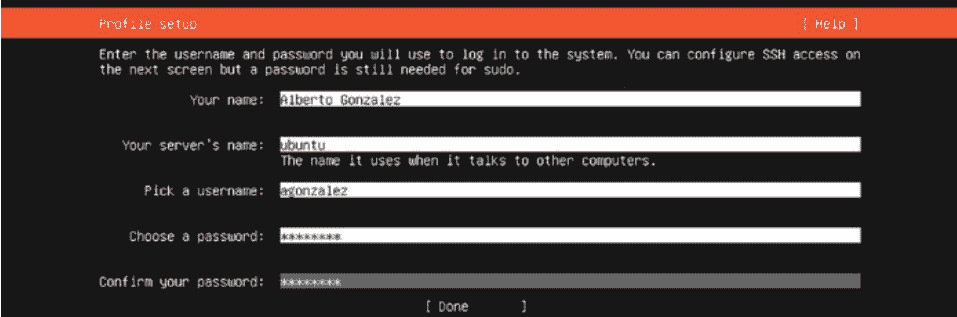 Profile setup [ Help ]
Enter the username and password you will use to log in to the system. You can configure SSH access on
the next screen but a password is still needed for sudo.
Your name: Alberto Gonzalez
Your server's name: ubuntu
The name it uses when it talks to other computers.
Pick a username: agonzalez
Choose a password: ********
Confirm your password: ********
[ Done ]